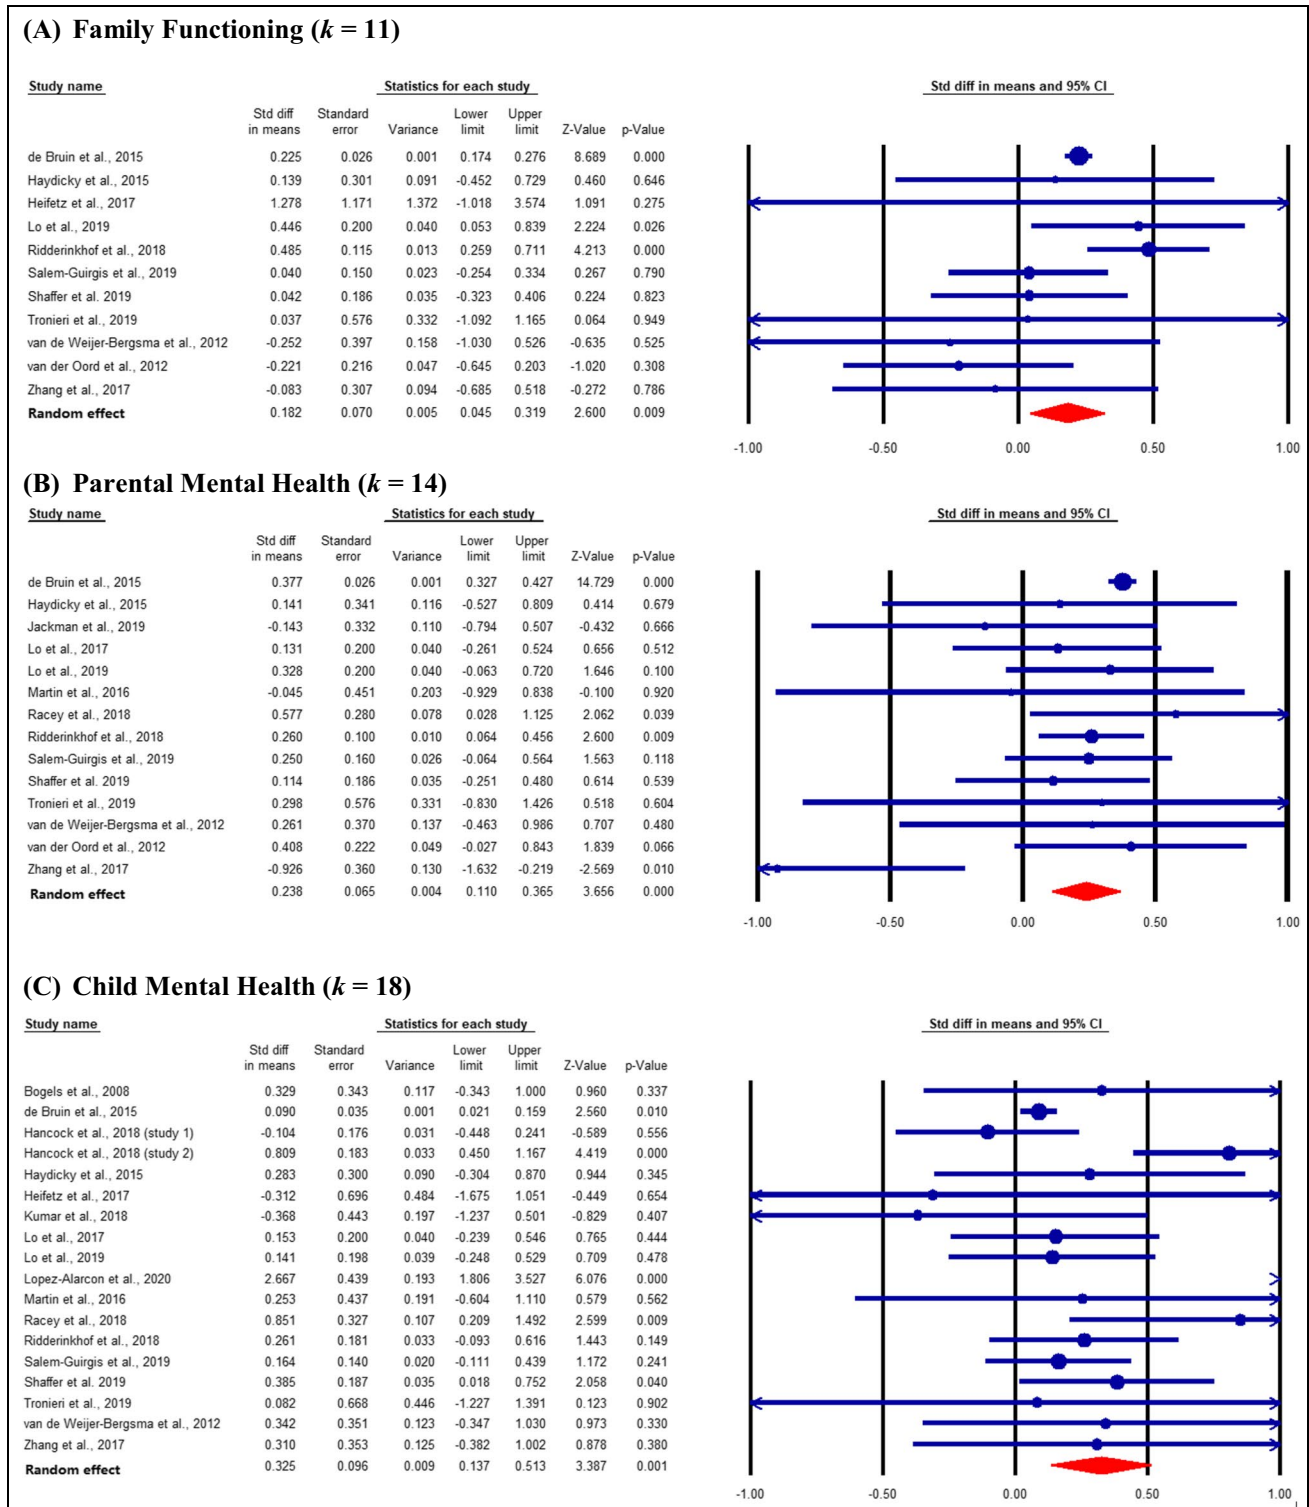 (A) Family Functioning (k = 11)
Study name Statistics for each study Std diff in means and 95% CI
Std diff Standard Lower Upper
in means error Variance limit limit Z-Value p-Value
de Bruin et al., 2015 0.225 0.026 0.001 0.174 0.276 8.689 0.000
Haydicky et al., 2015 0.139 0.301 0.091 -0.452 0.729 0.460 0.646
Heifetz et al., 2017 1.278 1.171 1.372 -1.018 3.574 1.091 0.275
Lo et al., 2019 0.446 0.200 0.040 0.053 0.839 2.224 0.026
Ridderinkhof et al., 2018 0.485 0.115 0.013 0.259 0.711 4.213 0.000
Salem-Guirgis et al., 2019 0.040 0.150 0.023 -0.254 0.334 0.267 0.790
Shaffer et al. 2019 0.042 0.186 0.035 -0.323 0.406 0.224 0.823
Tronieri et al., 2019 0.037 0.576 0.332 -1.092 1.165 0.064 0.949
van de Weijer-Bergsma et al., 2012 -0.252 0.397 0.158 -1.030 0.526 -0.635 0.525
van der Oord et al., 2012 -0.221 0.216 0.047 -0.645 0.203 -1.020 0.308
Zhang et al., 2017 -0.083 0.307 0.094 -0.685 0.518 -0.272 0.786
Random effect 0.182 0.070 0.005 0.045 0.319 2.600 0.009
-1.00 -0.50 0.00 0.50 1.00
(B) Parental Mental Health (k = 14)
Study name Statistics for each study Std diff in means and 95% CI
Std diff Standard Lower Upper
in means error Variance limit limit Z-Value p-Value
de Bruin et al., 2015 0.377 0.026 0.001 0.327 0.427 14.729 0.000
Haydicky et al., 2015 0.141 0.341 0.116 -0.527 0.809 0.414 0.679
Jackman et al., 2019 -0.143 0.332 0.110 -0.794 0.507 -0.432 0.666
Lo et al., 2017 0.131 0.200 0.040 -0.261 0.524 0.656 0.512
Lo et al., 2019 0.328 0.200 0.040 -0.063 0.720 1.646 0.100
Martin et al., 2016 -0.045 0.451 0.203 -0.929 0.838 -0.100 0.920
Racey et al., 2018 0.577 0.280 0.078 0.028 1.125 2.062 0.039
Ridderinkhof et al., 2018 0.260 0.100 0.010 0.064 0.456 2.600 0.009
Salem-Guirgis et al., 2019 0.250 0.160 0.026 -0.064 0.564 1.563 0.118
Shaffer et al. 2019 0.114 0.186 0.035 -0.251 0.480 0.614 0.539
Tronieri et al., 2019 0.298 0.576 0.331 -0.830 1.426 0.518 0.604
van de Weijer-Bergsma et al., 2012 0.261 0.370 0.137 -0.463 0.986 0.707 0.480
van der Oord et al., 2012 0.408 0.222 0.049 -0.027 0.843 1.839 0.066
Zhang et al., 2017 -0.926 0.360 0.130 -1.632 -0.219 -2.569 0.010
Random effect 0.238 0.065 0.004 0.110 0.365 3.656 0.000
-1.00 -0.50 0.00 0.50 1.00
(C) Child Mental Health (k = 18)
Study name Statistics for each study Std diff in means and 95% CI
Std diff Standard Lower Upper
in means error Variance limit limit Z-Value p-Value
Bogels et al., 2008 0.329 0.343 0.117 -0.343 1.000 0.960 0.337
de Bruin et al., 2015 0.090 0.035 0.001 0.021 0.159 2.560 0.010
Hancock et al., 2018 (study 1) -0.104 0.176 0.031 -0.448 0.241 -0.589 0.556
Hancock et al., 2018 (study 2) 0.809 0.183 0.033 0.450 1.167 4.419 0.000
Haydicky et al., 2015 0.283 0.300 0.090 -0.304 0.870 0.944 0.345
Heifetz et al., 2017 -0.312 0.696 0.484 -1.675 1.051 -0.449 0.654
Kumar et al., 2018 -0.368 0.443 0.197 -1.237 0.501 -0.829 0.407
Lo et al., 2017 0.153 0.200 0.040 -0.239 0.546 0.765 0.444
Lo et al., 2019 0.141 0.198 0.039 -0.248 0.529 0.709 0.478
Lopez-Alarcon et al., 2020 2.667 0.439 0.193 1.806 3.527 6.076 0.000
Martin et al., 2016 0.253 0.437 0.191 -0.604 1.110 0.579 0.562
Racey et al., 2018 0.851 0.327 0.107 0.209 1.492 2.599 0.009
Ridderinkhof et al., 2018 0.261 0.181 0.033 -0.093 0.616 1.443 0.149
Salem-Guirgis et al., 2019 0.164 0.140 0.020 -0.111 0.439 1.172 0.241
Shaffer et al. 2019 0.385 0.187 0.035 0.018 0.752 2.058 0.040
Tronieri et al., 2019 0.082 0.668 0.446 -1.227 1.391 0.123 0.902
van de Weijer-Bergsma et al., 2012 0.342 0.351 0.123 -0.347 1.030 0.973 0.330
Zhang et al., 2017 0.310 0.353 0.125 -0.382 1.002 0.878 0.380
Random effect 0.325 0.096 0.009 0.137 0.513 3.387 0.001
-1.00 -0.50 0.00 0.50 1.00